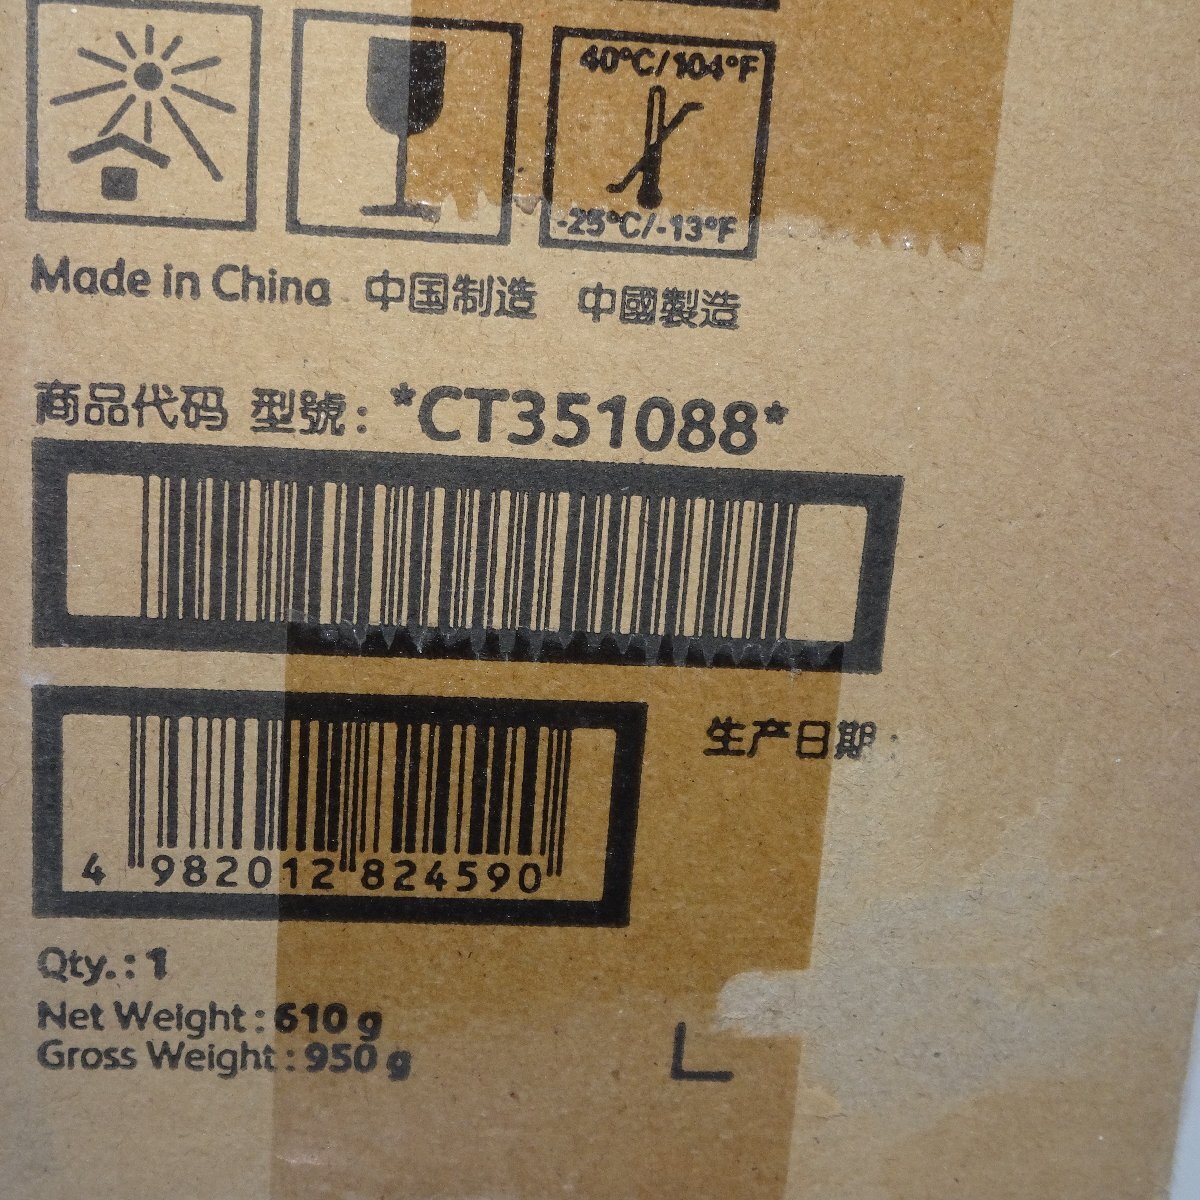 40°C/104°F
-25°C/-13°F
Made in China 中国制造 中國製造
商品代码 型號: *CT351088*
生产日期:
4 982012 824590
Qty.: 1
Net Weight: 610 g
Gross Weight: 950 g